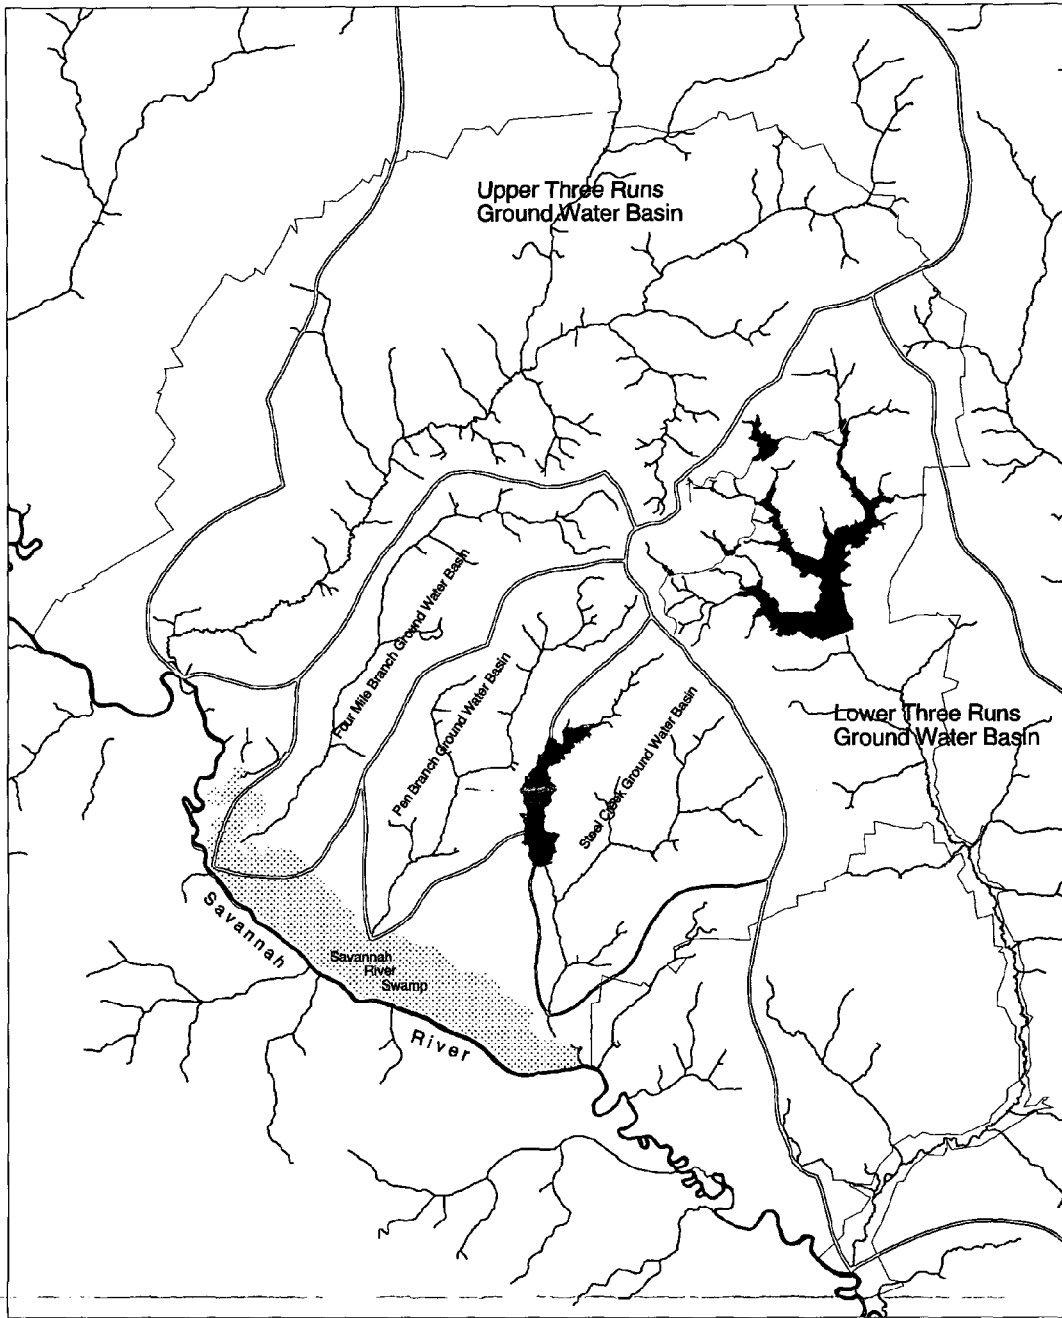 Upper Three Runs
Ground Water Basin
Four Mile Branch Ground Water Basin
Pen Branch Ground Water Basin
Steel Creek Ground Water Basin
Lower Three Runs
Ground Water Basin
Savannah
River
Savannah
River
Swamp